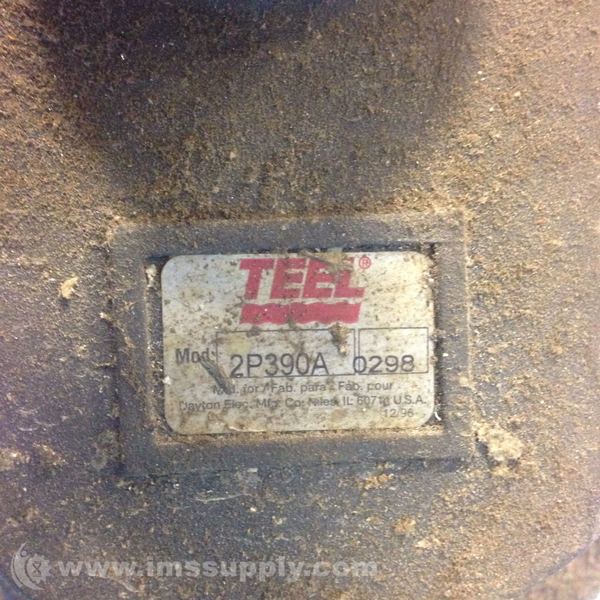 TEEL®
Mod. 2P390A 0298
Mfd. for / Fab. para / Fab. pour
Dayton Elec. Mfg. Co. Niles, IL 60714 U.S.A.
12/96
www.imssupply.com